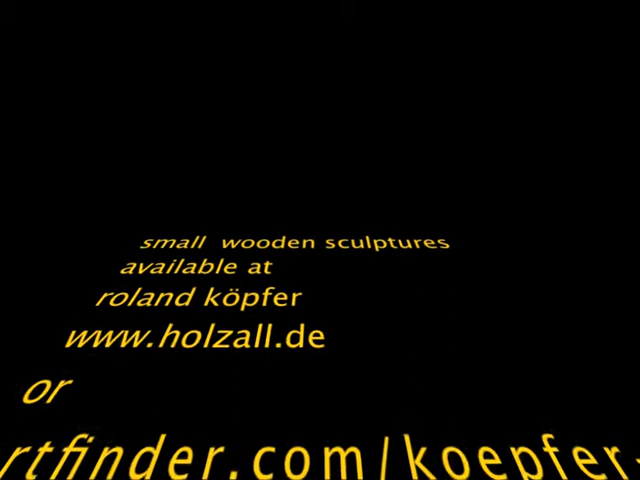 small wooden sculptures
available at
roland köpfer
www.holzall.de
or
rtfinder.com/koepfer-